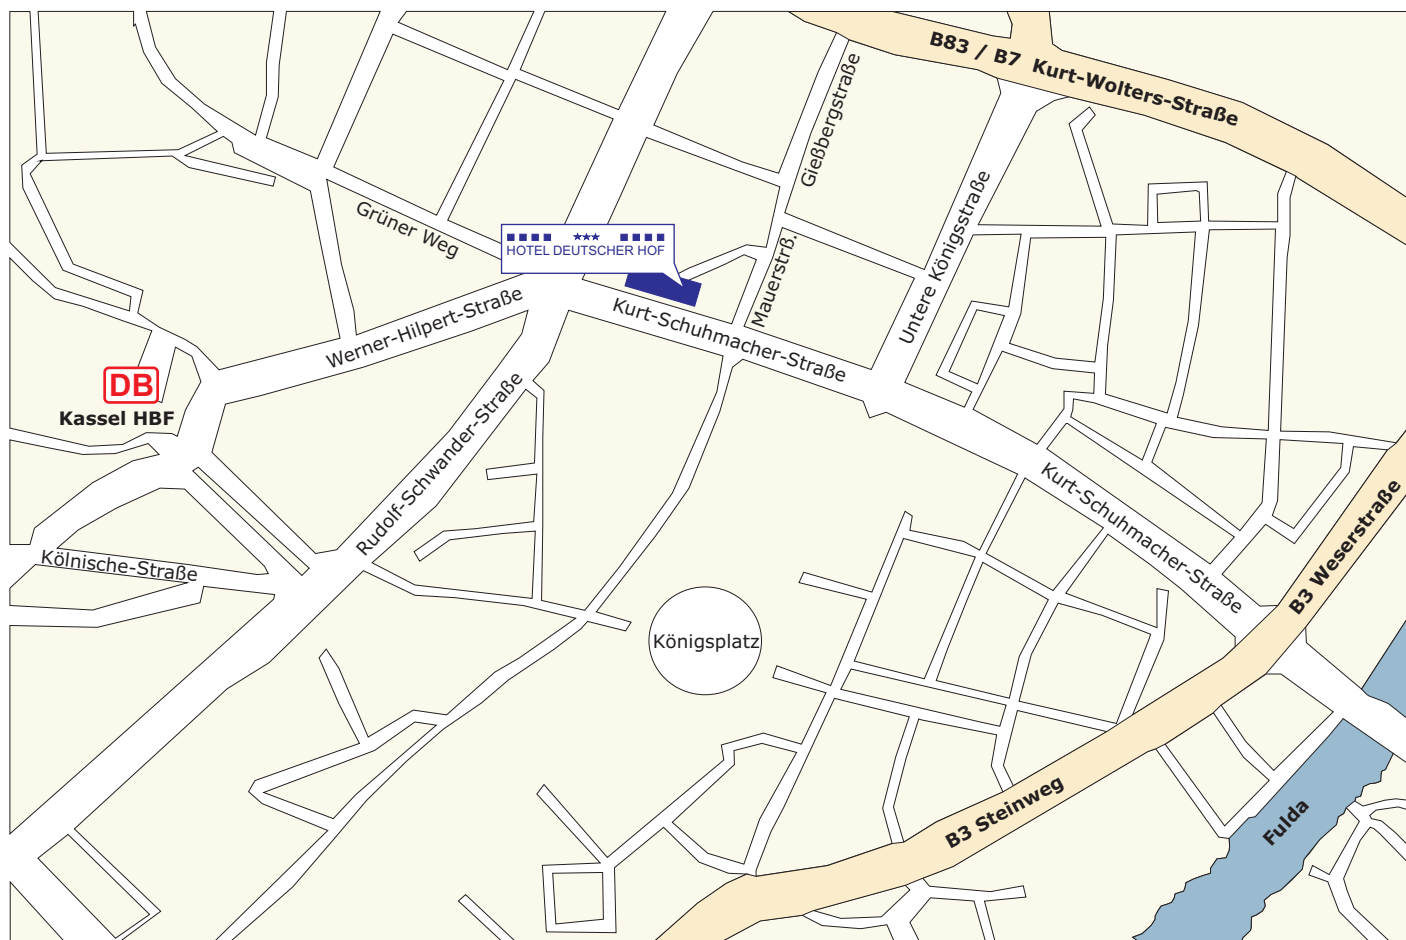 B83 / B7 Kurt-Wolters-Straße
Gießbergstraße
Untere Königsstraße
Grüner Weg
HOTEL DEUTSCHER HOF
Mauerstrß.
Werner-Hilpert-Straße
Kurt-Schuhmacher-Straße
DB
Kassel HBF
Rudolf-Schwander-Straße
Kurt-Schuhmacher-Straße
B3 Weserstraße
Kölnische-Straße
Königsplatz
B3 Steinweg
Fulda